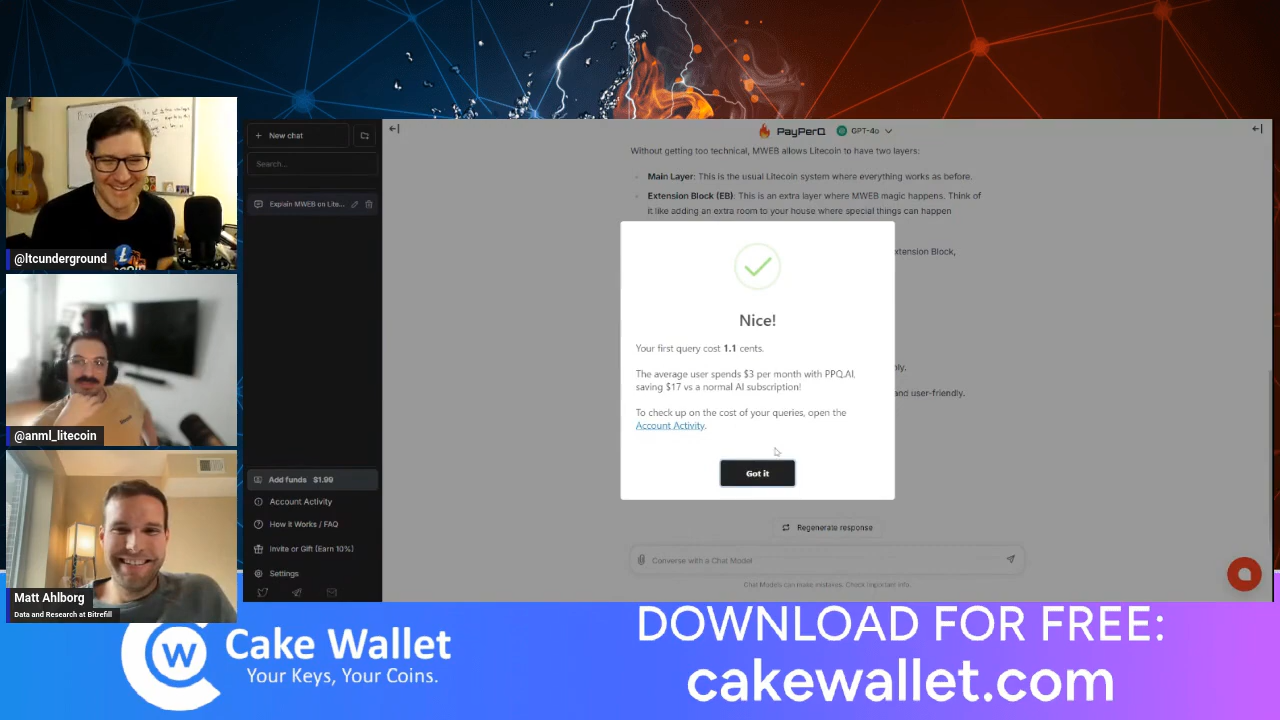 @ltcunderground
@anml_litecoin
Matt Ahlborg
Data and Research at Bitrefill
+ New chat
Search...
Explain MWEB on Lite...
Add funds $1.99
Account Activity
How it Works / FAQ
Invite or Gift (Earn 10%)
Settings
PayPerQ GPT-4o
Without getting too technical, MWEB allows Litecoin to have two layers:
Main Layer: This is the usual Litecoin system where everything works as before.
Extension Block (EB): This is an extra layer where MWEB magic happens. Think of
it like adding an extra room to your house where special things can happen
xtension Block,
and user-friendly.
Nice!
Your first query cost 1.1 cents.
The average user spends $3 per month with PPQ.AI,
saving $17 vs a normal AI subscription!
To check up on the cost of your queries, open the
Account Activity.
Got it
Regenerate response
Converse with a Chat Model
Chat Models can make mistakes. Check important info.
Cake Wallet
Your Keys, Your Coins.
DOWNLOAD FOR FREE:
cakewallet.com